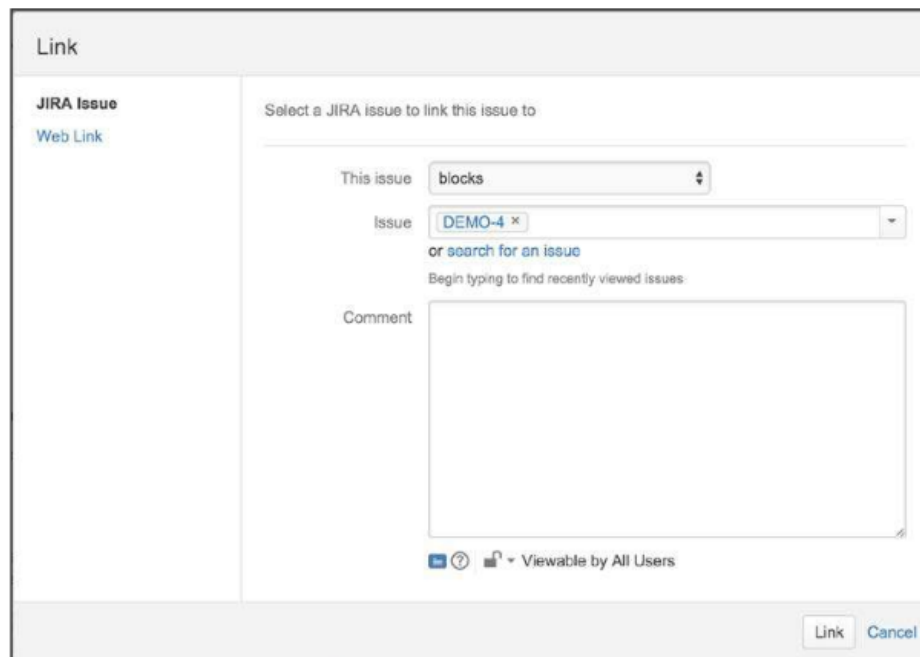 Link
JIRA Issue
Web Link
Select a JIRA issue to link this issue to
This issue blocks
Issue DEMO-4 ×
or search for an issue
Begin typing to find recently viewed issues
Comment
Viewable by All Users
Link Cancel